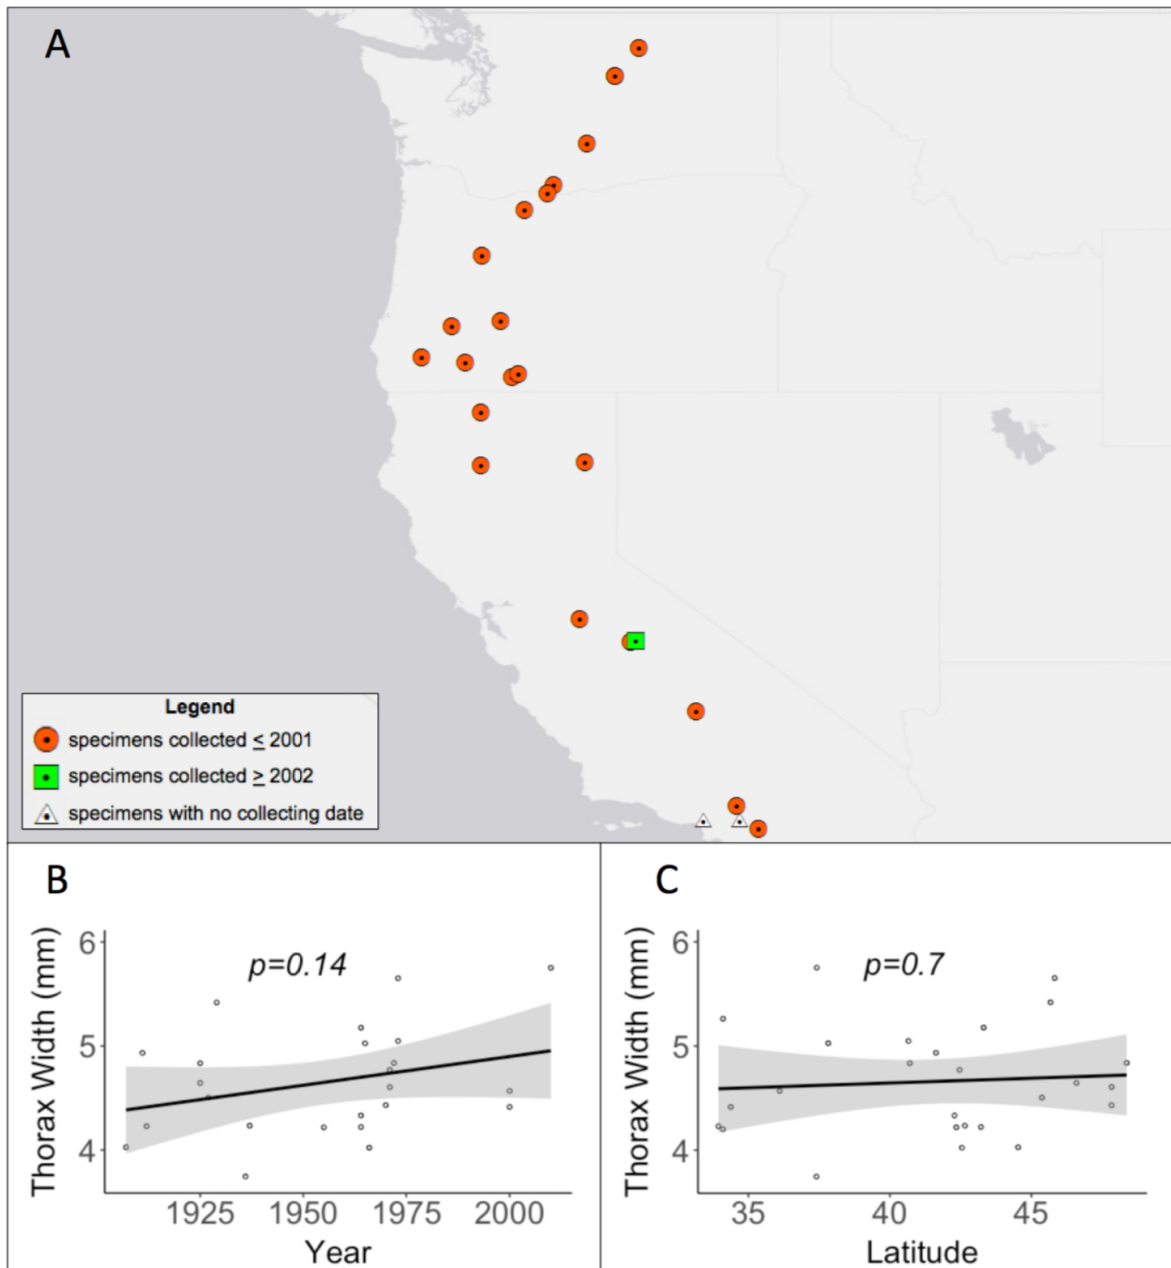 A
Legend
specimens collected ≤ 2001
specimens collected ≥ 2002
specimens with no collecting date
B
Thorax Width (mm)
6
5
4
p=0.14
1925 1950 1975 2000
Year
C
Thorax Width (mm)
6
5
4
p=0.7
35 40 45
Latitude